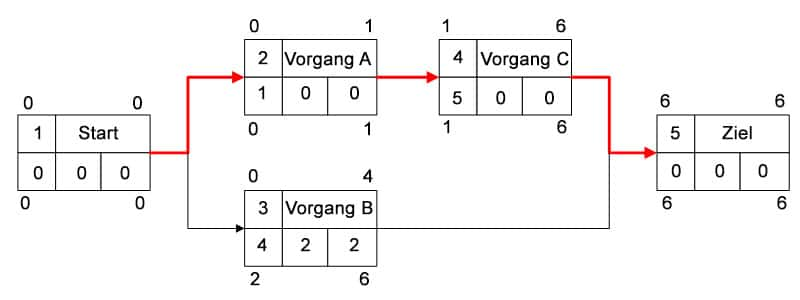 0 1
2 Vorgang A
1 0 0
0 1
1 6
4 Vorgang C
5 0 0
1 6
0 0
1 Start
0 0 0
0 0
6 6
5 Ziel
0 0 0
6 6
0 4
3 Vorgang B
4 2 2
2 6